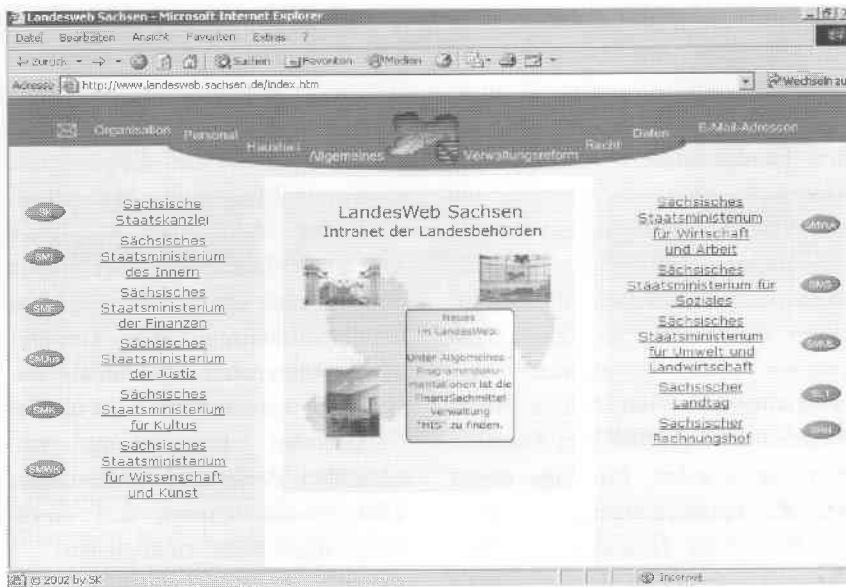 Landesweb Sachsen - Microsoft Internet Explorer
Datei Bearbeiten Ansicht Favoriten Extras ?
Zurück Suchen Favoriten Medien
Adresse http://www.landesweb.sachsen.de/index.htm Wechseln zu
Organisation Personal Haushalt Allgemeines Verwaltungsreform Recht Daten E-Mail-Adressen
SK
Sächsische
Staatskanzlei
SMI
Sächsisches
Staatsministerium
des Innern
SMF
Sächsisches
Staatsministerium
der Finanzen
SMJus
Sächsisches
Staatsministerium
der Justiz
SMK
Sächsisches
Staatsministerium
für Kultus
SMWK
Sächsisches
Staatsministerium
für Wissenschaft
und Kunst
LandesWeb Sachsen
Intranet der Landesbehörden
Neues
im LandesWeb:
Unter Allgemeines -
Programmdoku-
mentationen ist die
FinanzSachmittel
Verwaltung
"HIS" zu finden.
Sächsisches
Staatsministerium
für Wirtschaft
und Arbeit
SMWA
Sächsisches
Staatsministerium für
Soziales
SMS
Sächsisches
Staatsministerium
für Umwelt und
Landwirtschaft
SMUL
Sächsischer
Landtag
SLT
Sächsischer
Rechnungshof
SRH
© 2002 by SK
Internet